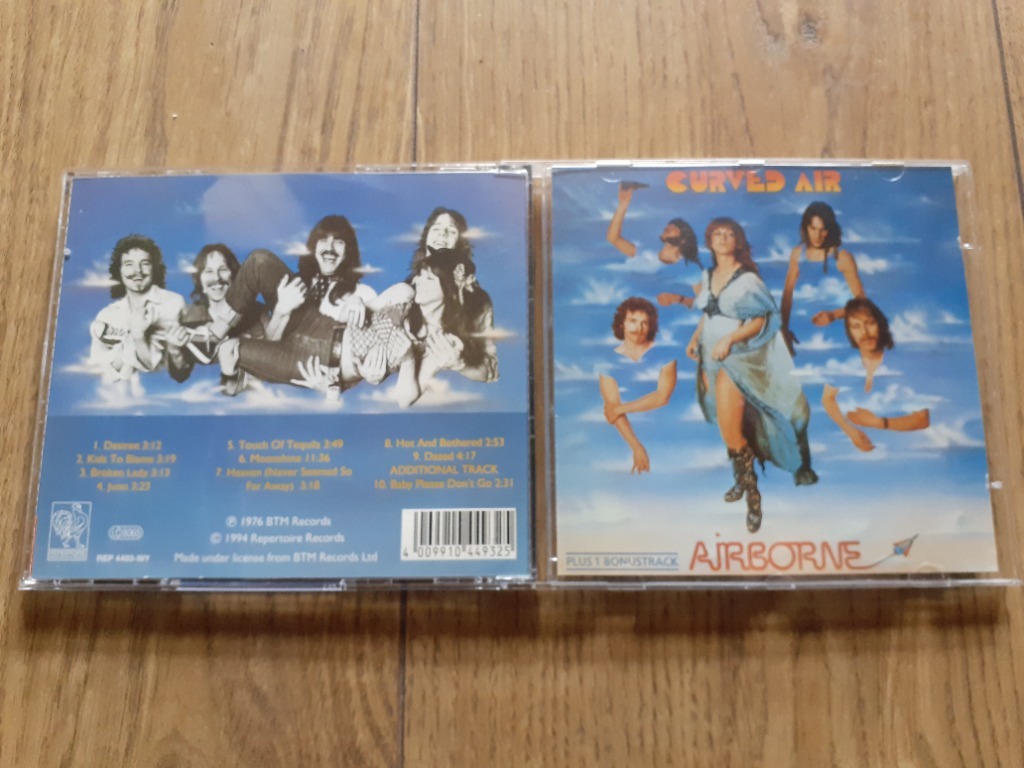 1. Desiree 3:12
2. Kids To Blame 3:19
3. Broken Lady 3:13
4. Juno 3:23
5. Touch Of Tequila 3:49
6. Moonshine 11:36
7. Heaven (Never Seemed So
Far Away) 3:18
8. Hot And Bothered 2:53
9. Dazed 4:17
ADDITIONAL TRACK
10. Baby Please Don't Go 2:31
℗ 1976 BTM Records
© 1994 Repertoire Records
Made under license from BTM Records Ltd
REP 4493-WY
4 009910 449325
CURVED AIR
PLUS 1 BONUSTRACK
AIRBORNE